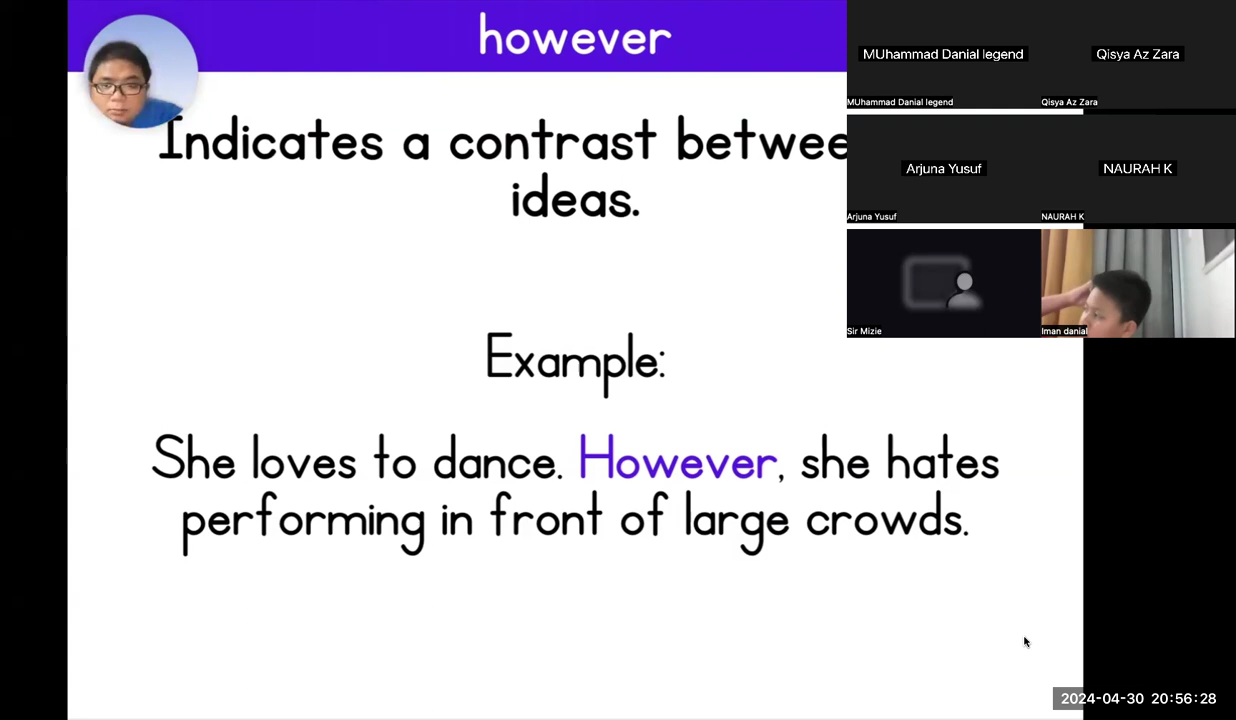 however
Indicates a contrast betwee
ideas.
Example:
She loves to dance. However, she hates
performing in front of large crowds.
MUhammad Danial legend
MUhammad Danial legend
Qisya Az Zara
Qisya Az Zara
Arjuna Yusuf
Arjuna Yusuf
NAURAH K
NAURAH K
Sir Mizie
Iman danial
2024-04-30 20:56:28